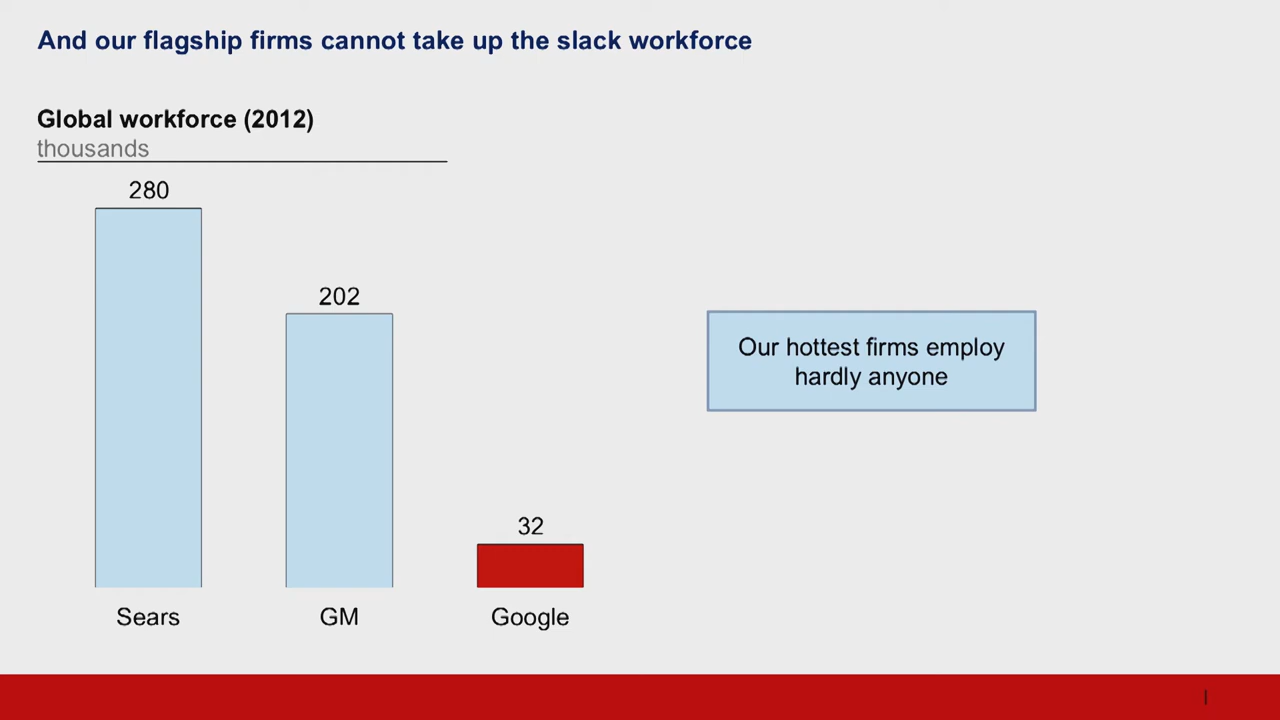 And our flagship firms cannot take up the slack workforce
Global workforce (2012)
thousands
280
202
32
Sears
GM
Google
Our hottest firms employ
hardly anyone